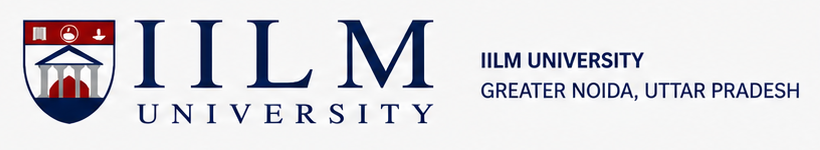 IILM
UNIVERSITY
IILM UNIVERSITY
GREATER NOIDA, UTTAR PRADESH